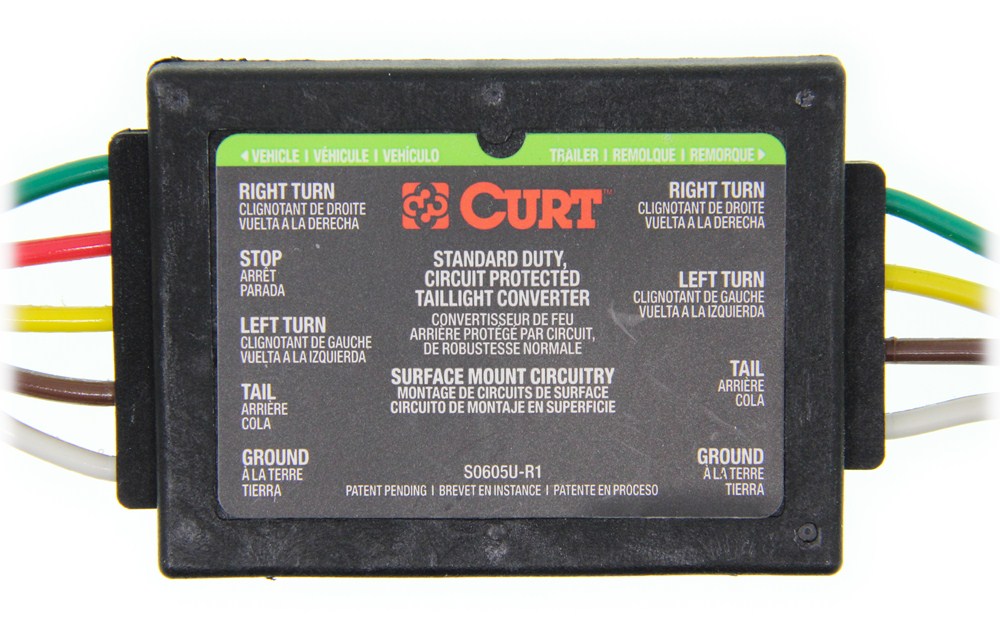 ◄ VEHICLE I VÉHICULE I VEHÍCULO
TRAILER I REMOLQUE I REMORQUE ►
RIGHT TURN
CLIGNOTANT DE DROITE
VUELTA A LA DERECHA
STOP
ARRÊT
PARADA
LEFT TURN
CLIGNOTANT DE GAUCHE
VUELTA A LA IZQUIERDA
TAIL
ARRIÈRE
COLA
GROUND
À LA TERRE
TIERRA
CURT™
STANDARD DUTY,
CIRCUIT PROTECTED
TAILLIGHT CONVERTER
CONVERTISSEUR DE FEU
ARRIÈRE PROTÉGÉ PAR CIRCUIT,
DE ROBUSTESSE NORMALE
SURFACE MOUNT CIRCUITRY
MONTAGE DE CIRCUITS DE SURFACE
CIRCUITO DE MONTAJE EN SUPERFICIE
S0605U-R1
PATENT PENDING I BREVET EN INSTANCE I PATENTE EN PROCESO
RIGHT TURN
CLIGNOTANT DE DROITE
VUELTA A LA DERECHA
LEFT TURN
CLIGNOTANT DE GAUCHE
VUELTA A LA IZQUIERDA
TAIL
ARRIÈRE
COLA
GROUND
À LA TERRE
TIERRA